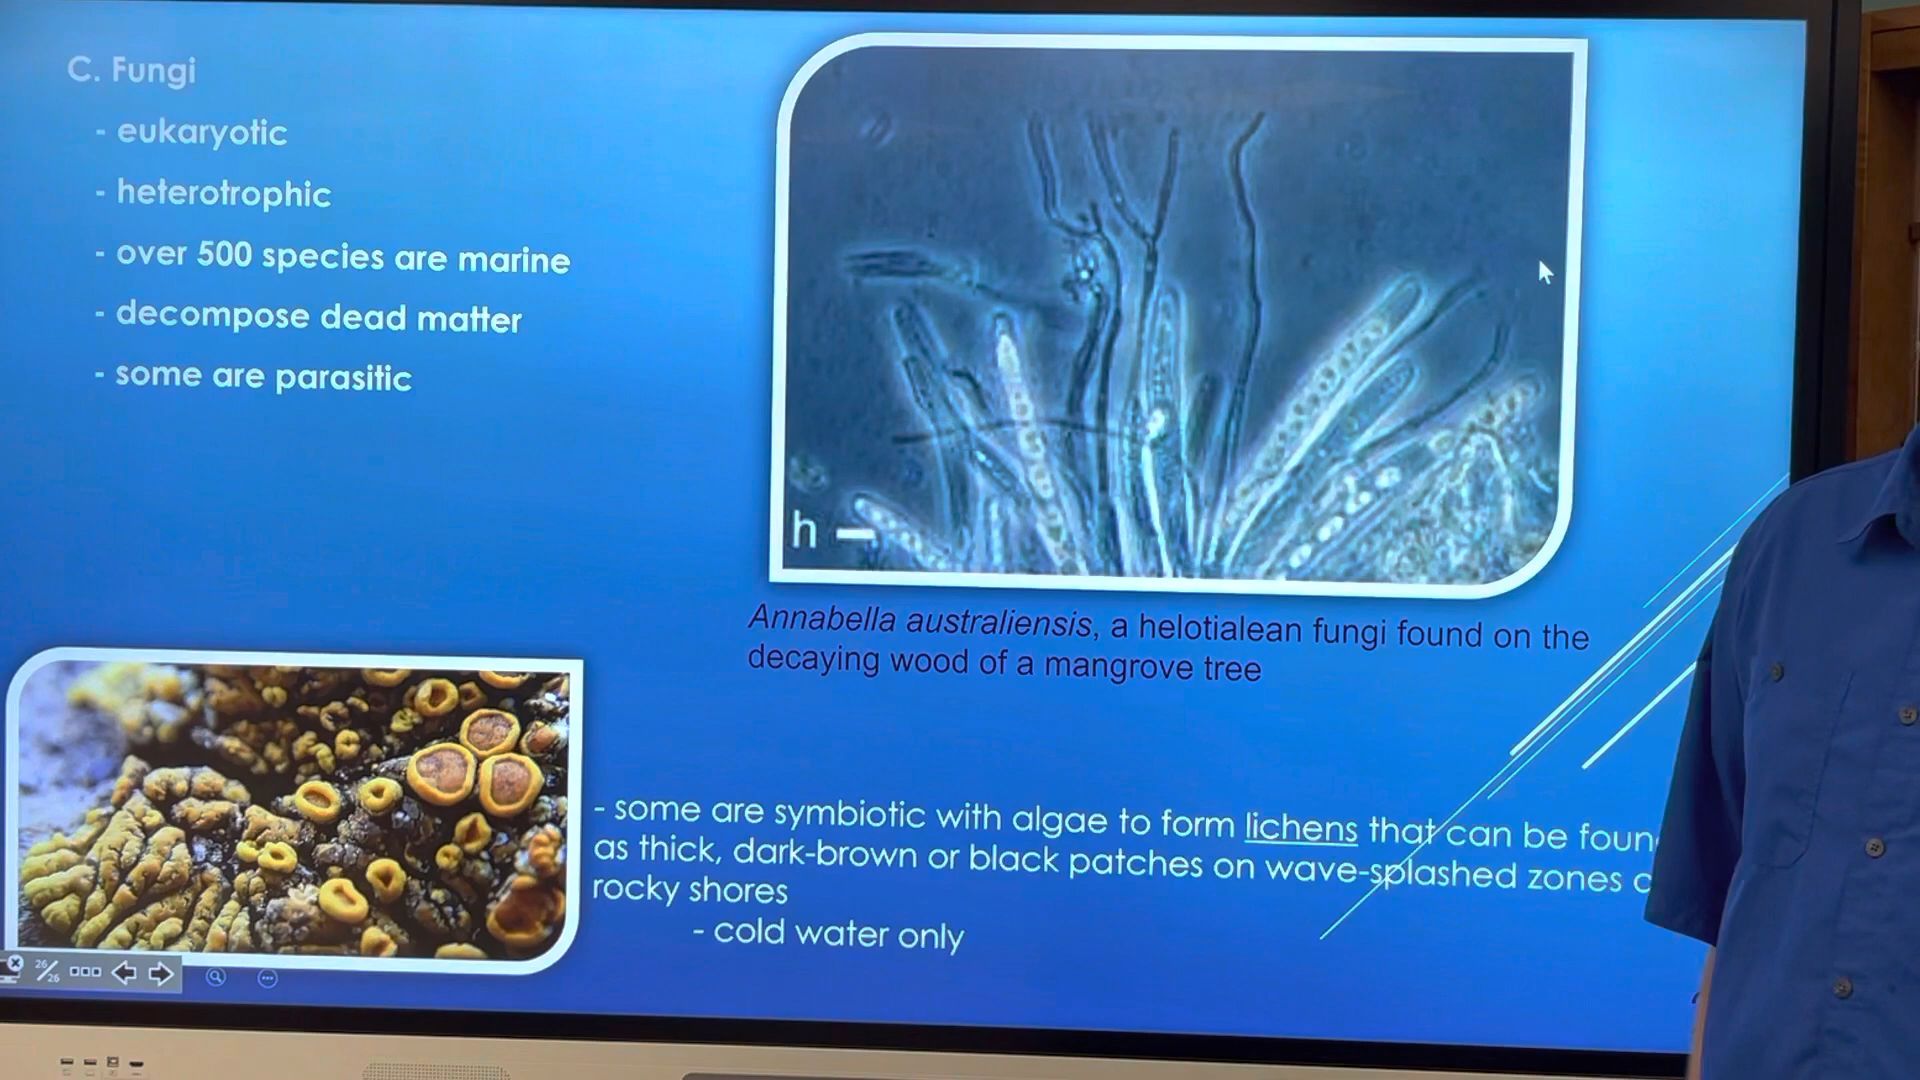 C. Fungi
- eukaryotic
- heterotrophic
- over 500 species are marine
- decompose dead matter
- some are parasitic
h
Annabella australiensis, a helotialean fungi found on the
decaying wood of a mangrove tree
- some are symbiotic with algae to form lichens that can be foun
as thick, dark-brown or black patches on wave-splashed zones
rocky shores
- cold water only
26/26